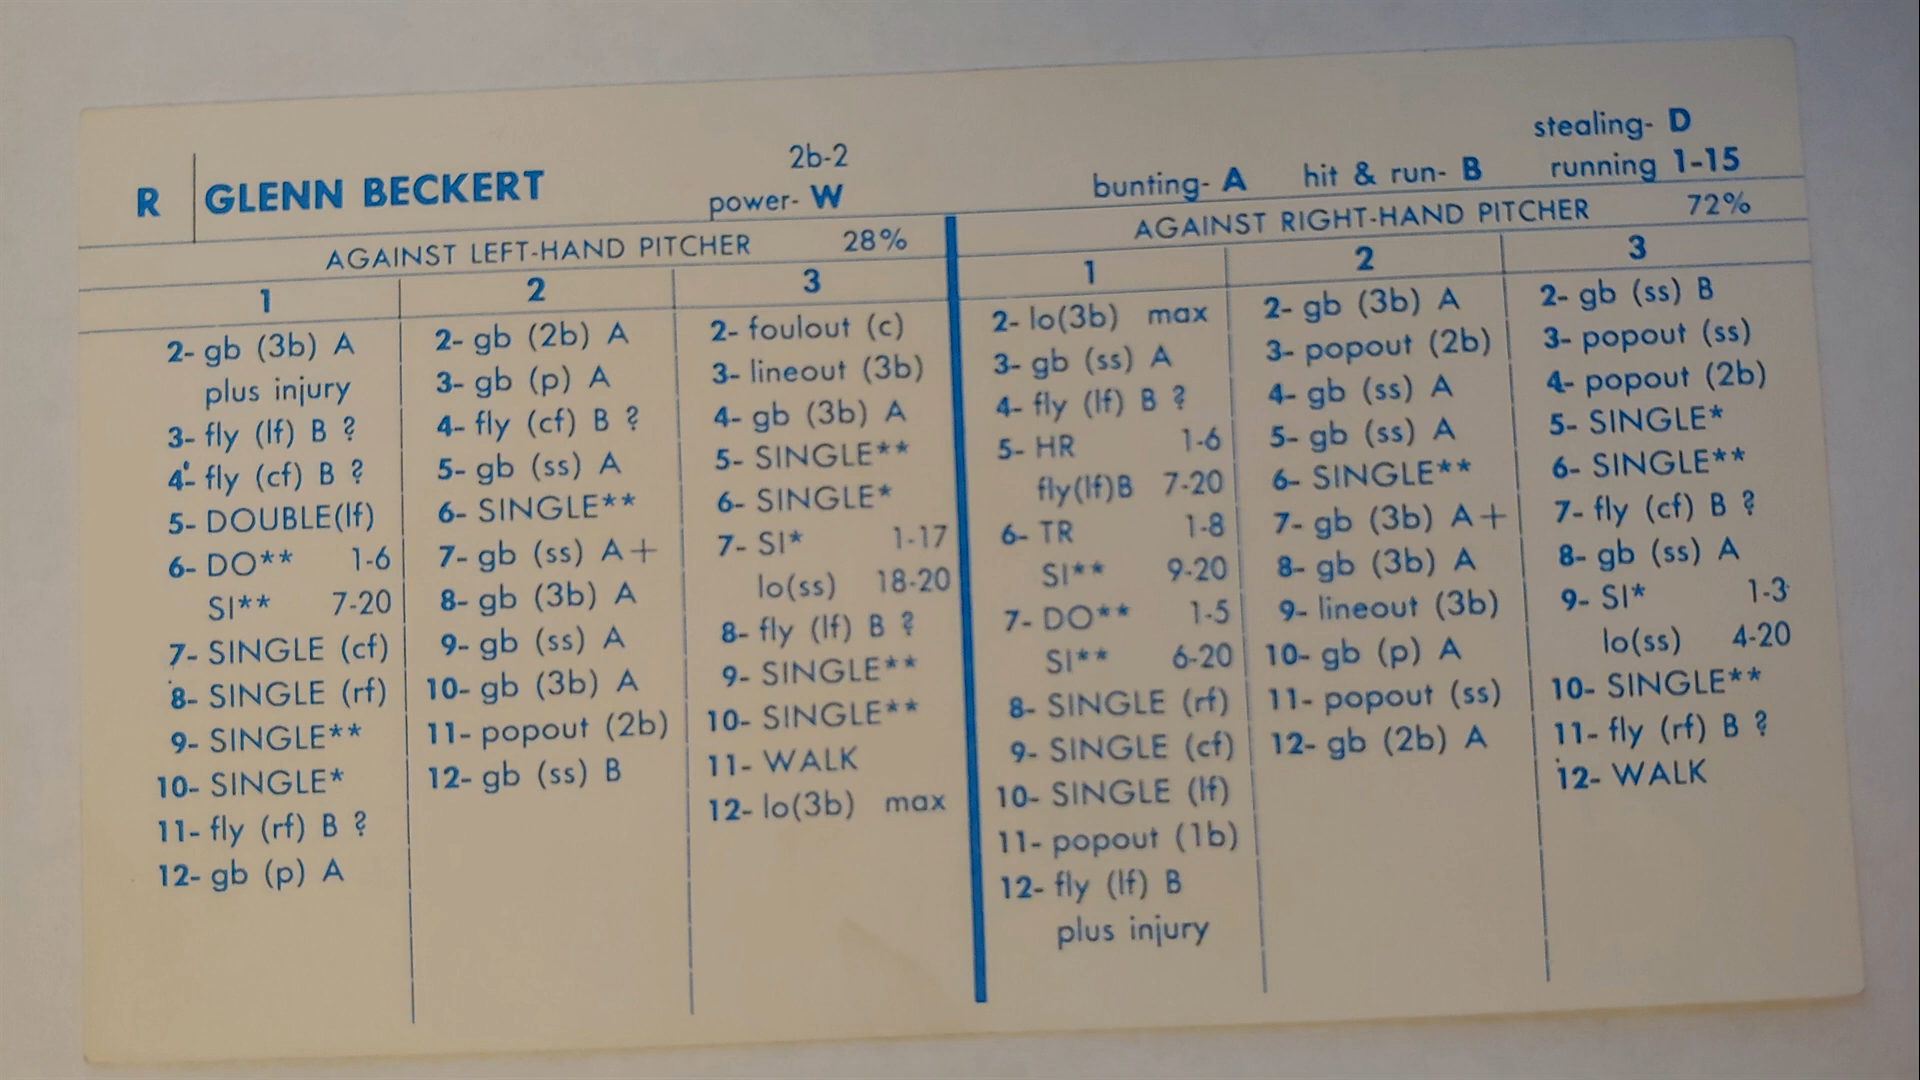 R GLENN BECKERT
2b-2
power- W
bunting- A hit & run- B
stealing- D
running 1-15
AGAINST LEFT-HAND PITCHER 28%
1
2- gb (3b) A
plus injury
3- fly (lf) B ?
4- fly (cf) B ?
5- DOUBLE(lf)
6- DO** 1-6
SI** 7-20
7- SINGLE (cf)
8- SINGLE (rf)
9- SINGLE**
10- SINGLE*
11- fly (rf) B ?
12- gb (p) A
2
2- gb (2b) A
3- gb (p) A
4- fly (cf) B ?
5- gb (ss) A
6- SINGLE**
7- gb (ss) A+
8- gb (3b) A
9- gb (ss) A
10- gb (3b) A
11- popout (2b)
12- gb (ss) B
3
2- foulout (c)
3- lineout (3b)
4- gb (3b) A
5- SINGLE**
6- SINGLE*
7- SI* 1-17
lo(ss) 18-20
8- fly (lf) B ?
9- SINGLE**
10- SINGLE**
11- WALK
12- lo(3b) max
AGAINST RIGHT-HAND PITCHER 72%
1
2- lo(3b) max
3- gb (ss) A
4- fly (lf) B ?
5- HR 1-6
fly(lf)B 7-20
6- TR 1-8
SI** 9-20
7- DO** 1-5
SI** 6-20
8- SINGLE (rf)
9- SINGLE (cf)
10- SINGLE (lf)
11- popout (1b)
12- fly (lf) B
plus injury
2
2- gb (3b) A
3- popout (2b)
4- gb (ss) A
5- gb (ss) A
6- SINGLE**
7- gb (3b) A+
8- gb (3b) A
9- lineout (3b)
10- gb (p) A
11- popout (ss)
12- gb (2b) A
3
2- gb (ss) B
3- popout (ss)
4- popout (2b)
5- SINGLE*
6- SINGLE**
7- fly (cf) B ?
8- gb (ss) A
9- SI* 1-3
lo(ss) 4-20
10- SINGLE**
11- fly (rf) B ?
12- WALK